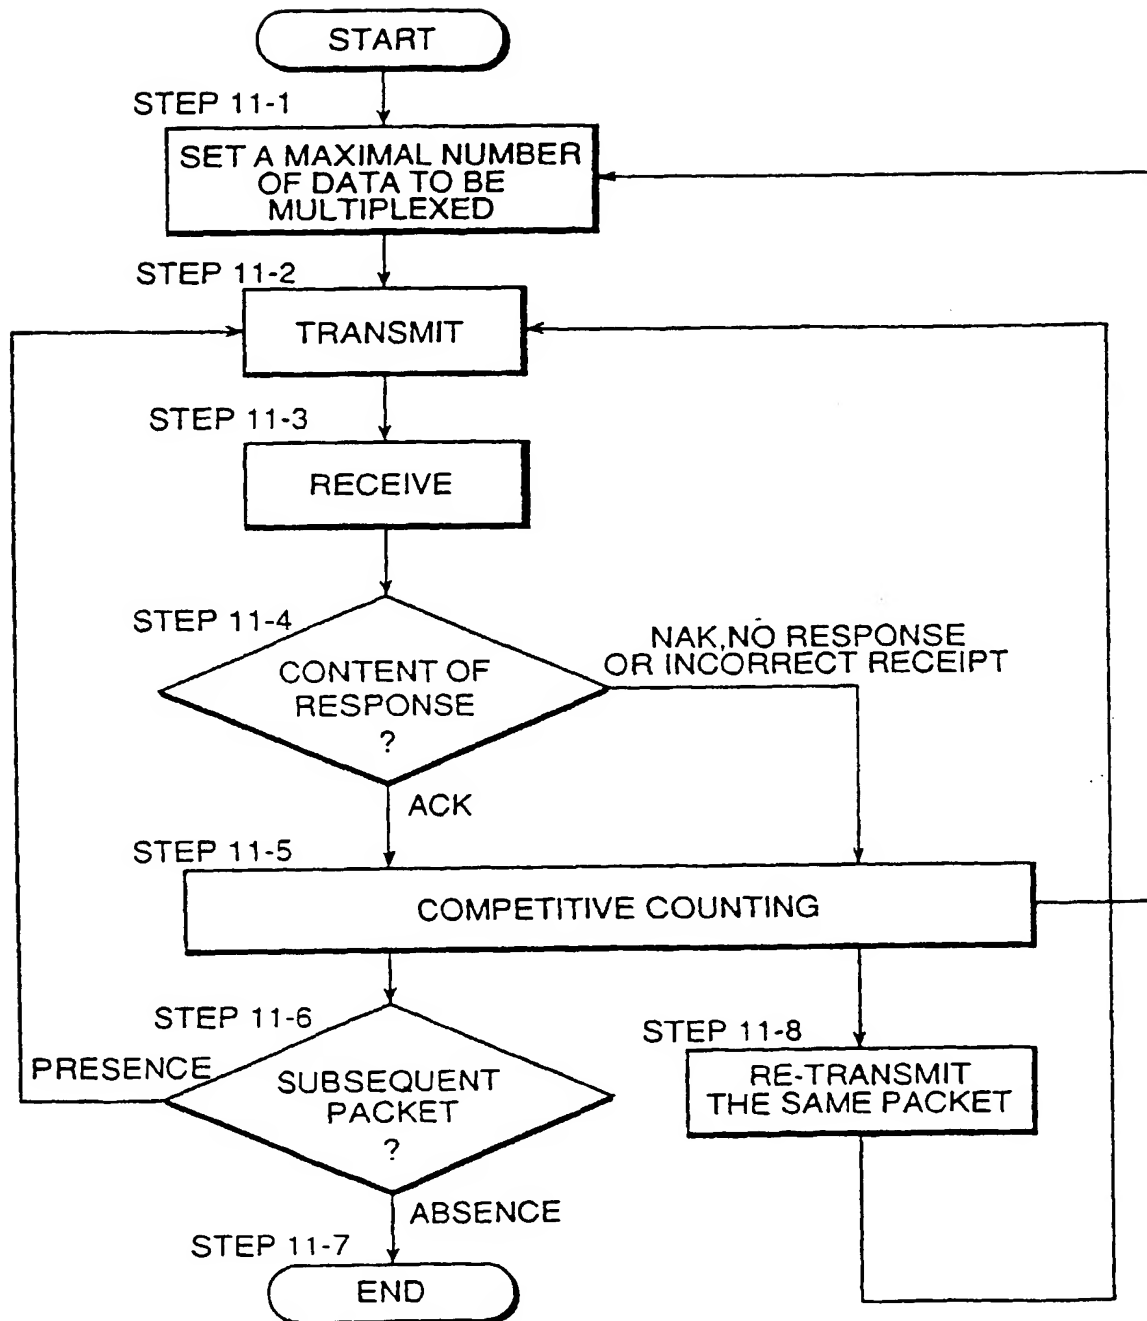 START
STEP 11-1
SET A MAXIMAL NUMBER
OF DATA TO BE
MULTIPLEXED
STEP 11-2
TRANSMIT
STEP 11-3
RECEIVE
STEP 11-4
CONTENT OF
RESPONSE
?
NAK,NO RESPONSE
OR INCORRECT RECEIPT
ACK
STEP 11-5
COMPETITIVE COUNTING
STEP 11-6
PRESENCE
SUBSEQUENT
PACKET
?
STEP 11-8
RE-TRANSMIT
THE SAME PACKET
ABSENCE
STEP 11-7
END